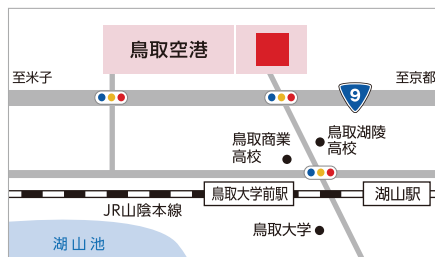 鳥取空港
至米子
至京都
9
鳥取湖陵
高校
鳥取商業
高校
鳥取大学前駅
湖山駅
JR山陰本線
鳥取大学
湖山池